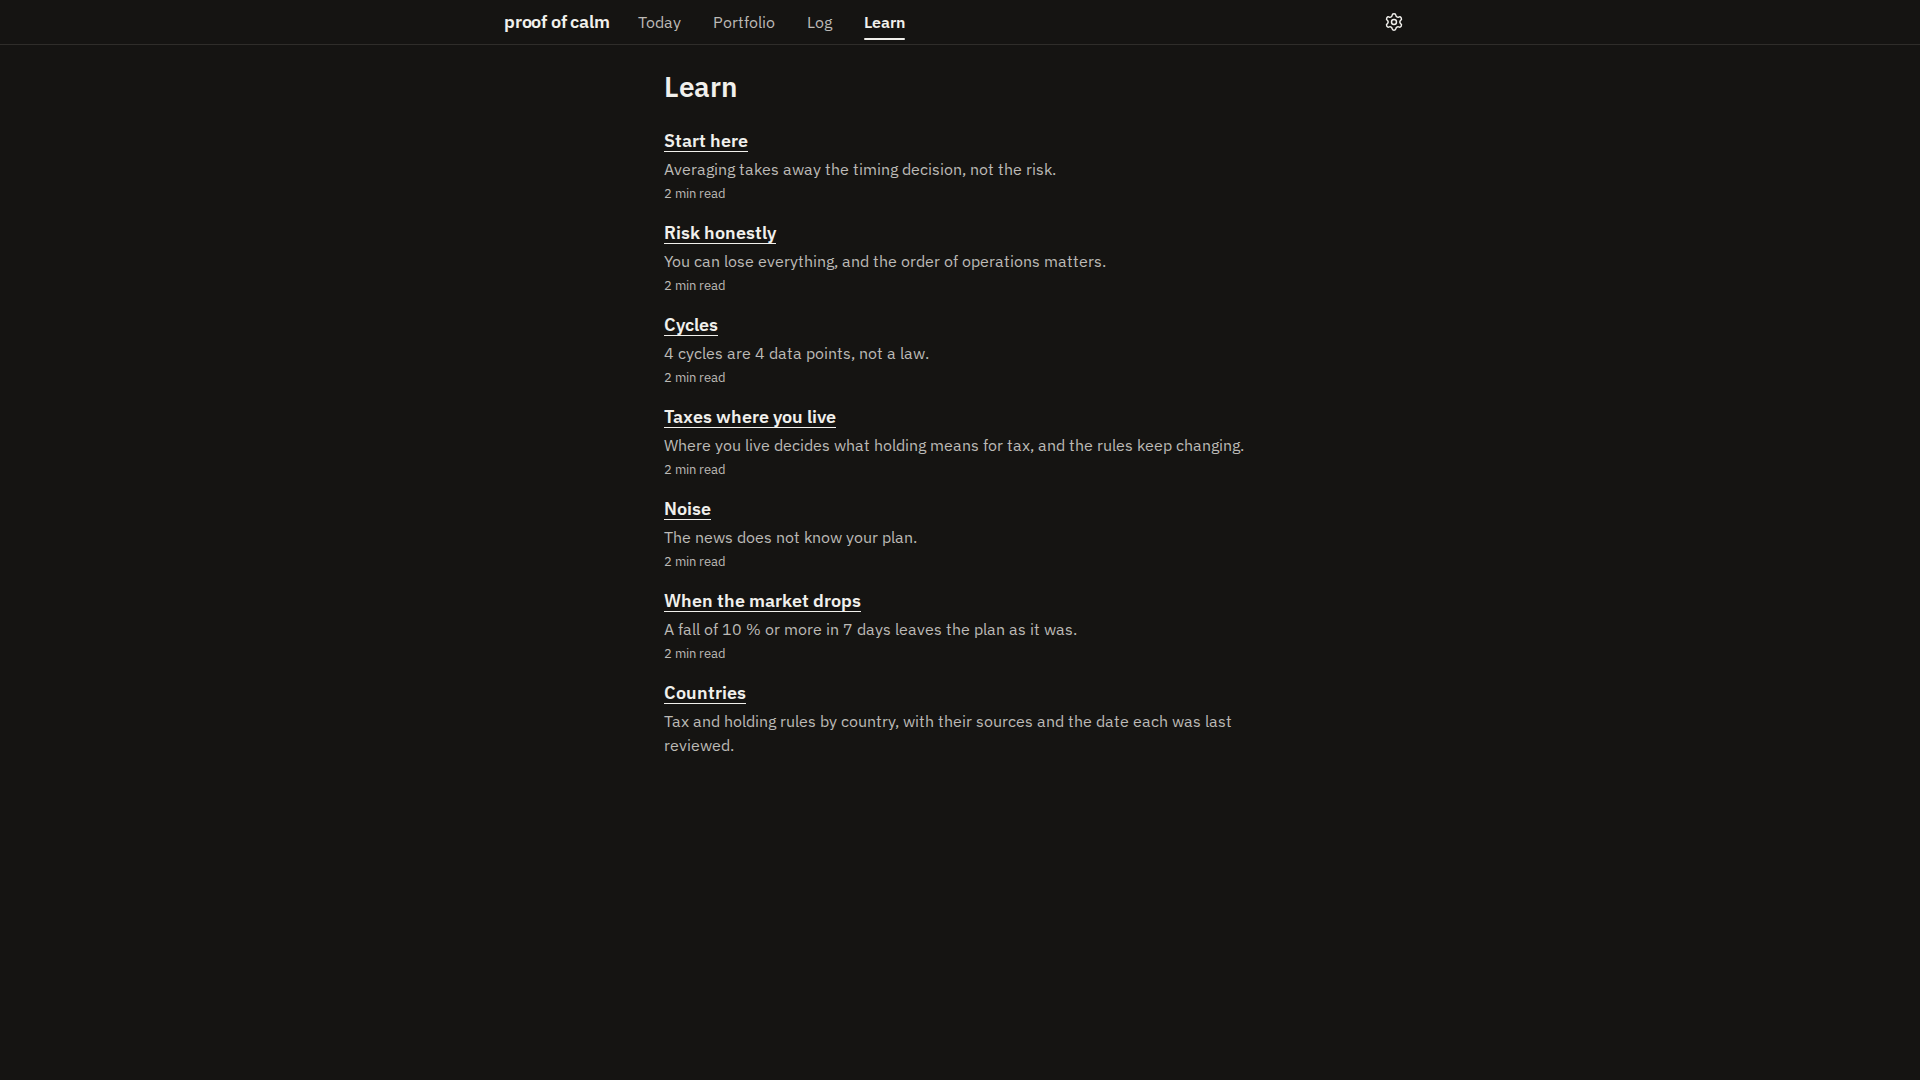 proof of calm
Today
Portfolio
Log
Learn
Learn
Start here
Averaging takes away the timing decision, not the risk.
2 min read
Risk honestly
You can lose everything, and the order of operations matters.
2 min read
Cycles
4 cycles are 4 data points, not a law.
2 min read
Taxes where you live
Where you live decides what holding means for tax, and the rules keep changing.
2 min read
Noise
The news does not know your plan.
2 min read
When the market drops
A fall of 10 % or more in 7 days leaves the plan as it was.
2 min read
Countries
Tax and holding rules by country, with their sources and the date each was last
reviewed.